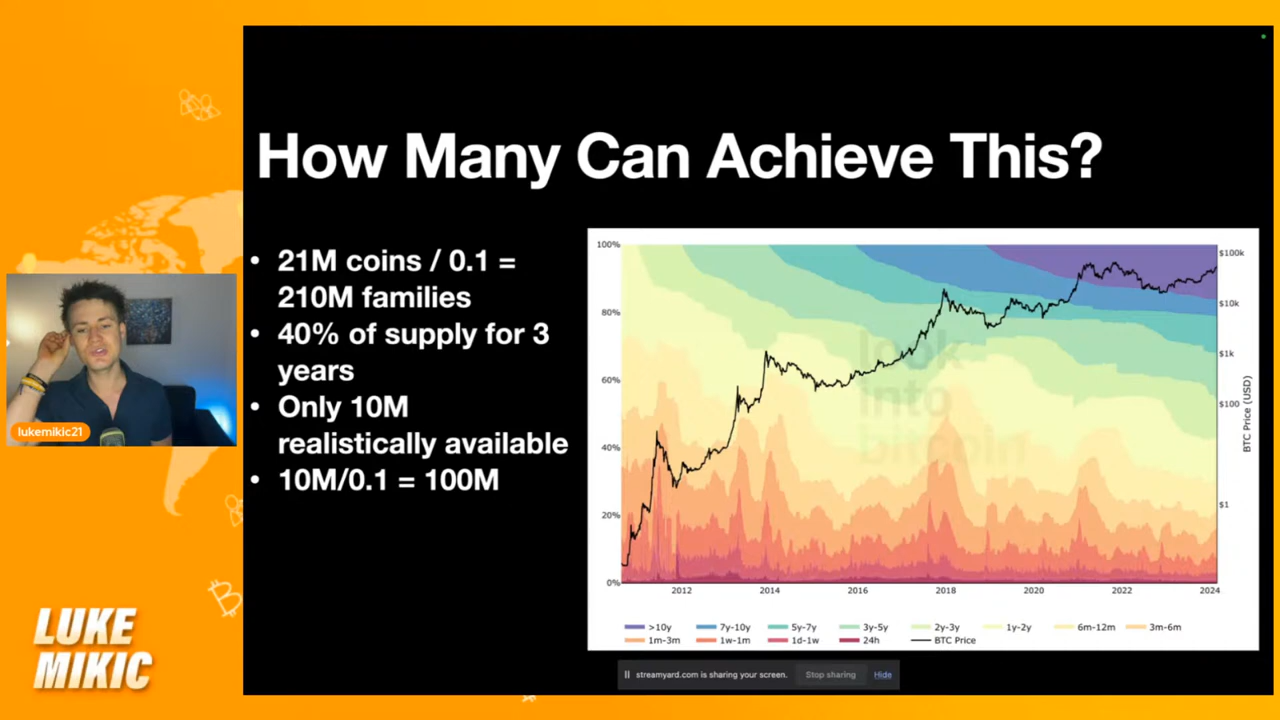 How Many Can Achieve This?
• 21M coins / 0.1 =
210M families
• 40% of supply for 3
years
• Only 10M
realistically available
• 10M/0.1 = 100M
lukemikic21
LUKE
MIKIC
100%
80%
60%
40%
20%
0%
$100k
$10k
$1k
$100
$1
BTC Price (USD)
look
into
Bitcoin
2012 2014 2016 2018 2020 2022 2024
>10y 7y-10y 5y-7y 3y-5y 2y-3y 1y-2y 6m-12m 3m-6m
1m-3m 1w-1m 1d-1w 24h BTC Price
streamyard.com is sharing your screen. Stop sharing Hide